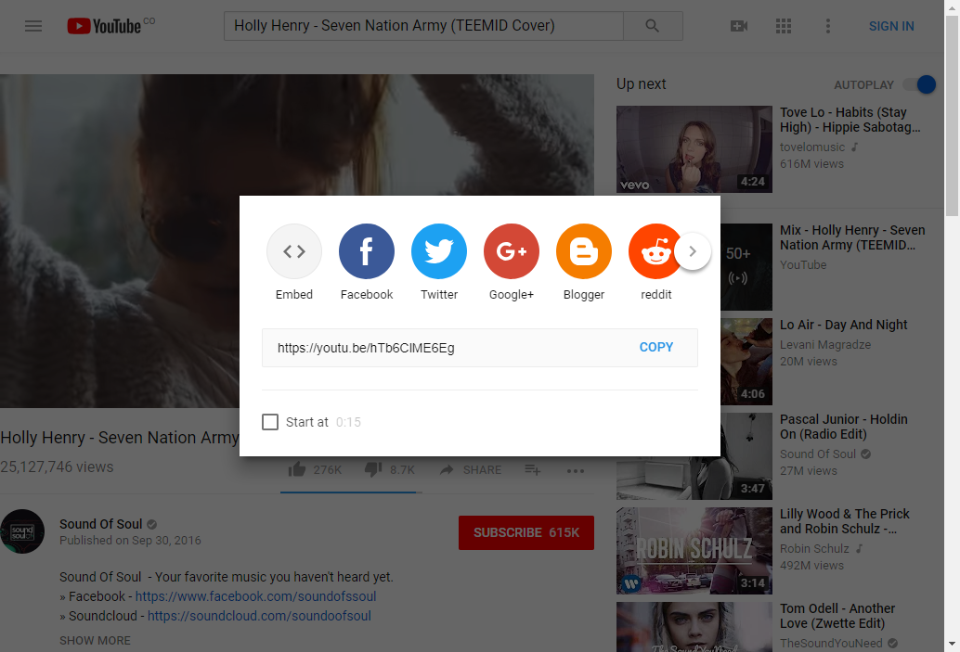 YouTube CO
Holly Henry - Seven Nation Army (TEEMID Cover)
SIGN IN
Up next
AUTOPLAY
vevo
4:24
Tove Lo - Habits (Stay
High) - Hippie Sabotag...
tovelomusic
616M views
50+
Mix - Holly Henry - Seven
Nation Army (TEEMID...
YouTube
4:06
Lo Air - Day And Night
Levani Magradze
20M views
3:47
Pascal Junior - Holdin
On (Radio Edit)
Sound Of Soul
27M views
ROBIN SCHULZ
3:14
Lilly Wood & The Prick
and Robin Schulz -...
Robin Schulz
492M views
TheSoundYouNeed
Tom Odell - Another
Love (Zwette Edit)
TheSoundYouNeed
Embed
Facebook
Twitter
G+
Google+
Blogger
reddit
https://youtu.be/hTb6ClME6Eg
COPY
Start at 0:15
Holly Henry - Seven Nation Army
25,127,746 views
276K
8.7K
SHARE
sound
soul
Sound Of Soul
Published on Sep 30, 2016
SUBSCRIBE 615K
Sound Of Soul - Your favorite music you haven't heard yet.
» Facebook - https://www.facebook.com/soundofssoul
» Soundcloud - https://soundcloud.com/soundoofsoul
SHOW MORE